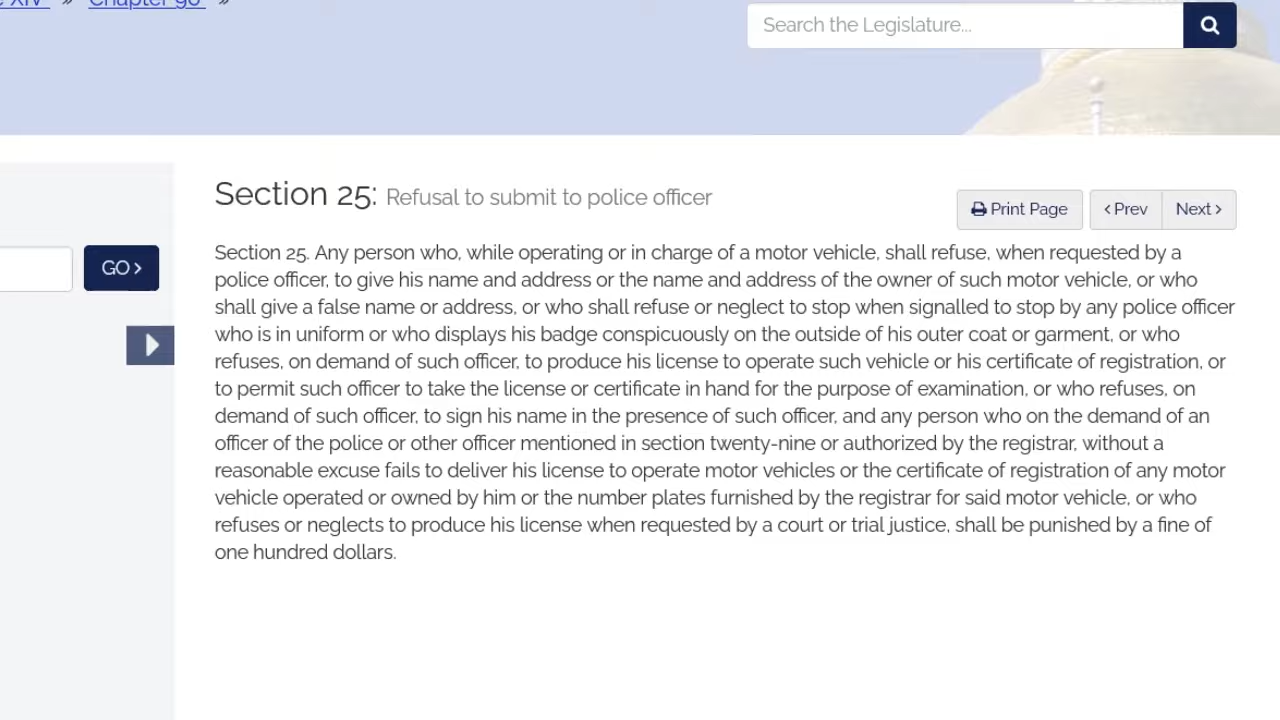 e XIV » Chapter 90 »
Search the Legislature...
Section 25: Refusal to submit to police officer
Print Page
‹ Prev
Next ›
GO ›
Section 25. Any person who, while operating or in charge of a motor vehicle, shall refuse, when requested by a
police officer, to give his name and address or the name and address of the owner of such motor vehicle, or who
shall give a false name or address, or who shall refuse or neglect to stop when signalled to stop by any police officer
who is in uniform or who displays his badge conspicuously on the outside of his outer coat or garment, or who
refuses, on demand of such officer, to produce his license to operate such vehicle or his certificate of registration, or
to permit such officer to take the license or certificate in hand for the purpose of examination, or who refuses, on
demand of such officer, to sign his name in the presence of such officer, and any person who on the demand of an
officer of the police or other officer mentioned in section twenty-nine or authorized by the registrar, without a
reasonable excuse fails to deliver his license to operate motor vehicles or the certificate of registration of any motor
vehicle operated or owned by him or the number plates furnished by the registrar for said motor vehicle, or who
refuses or neglects to produce his license when requested by a court or trial justice, shall be punished by a fine of
one hundred dollars.